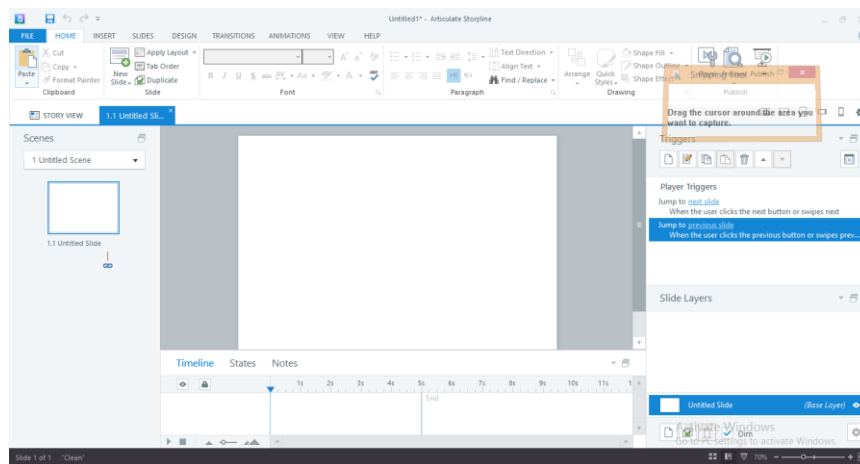 Untitled1* - Articulate Storyline
FILE HOME INSERT SLIDES DESIGN TRANSITIONS ANIMATIONS VIEW HELP
Cut
Copy
Format Painter
Paste
Clipboard
New Slide
Apply Layout
Tab Order
Duplicate
Slide
B I U S abc Aa A
Font
Text Direction
Align Text
Find / Replace
Paragraph
Arrange
Quick Styles
Shape Fill
Shape Outline
Shape Effect
Drawing
Snipping Tool
Publish
Publish
Drag the cursor around the area you
want to capture.
STORY VIEW
1.1 Untitled Sli...
Scenes
1 Untitled Scene
1.1 Untitled Slide
Triggers
Player Triggers
Jump to next slide
When the user clicks the next button or swipes next
Jump to previous slide
When the user clicks the previous button or swipes prev...
Slide Layers
Timeline States Notes
1s 2s 3s 4s 5s 6s 7s 8s 9s 10s 11s
End
Untitled Slide (Base Layer)
Dim
Activate Windows
Go to PC settings to activate Windows.
Slide 1 of 1 "Clean"
70%